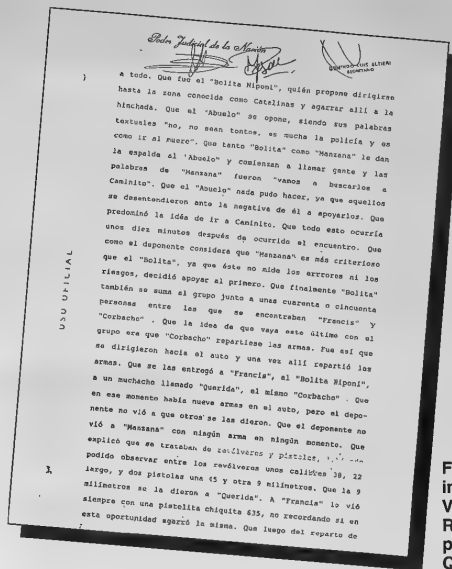 Poder Judicial de la Nación
GUSTAVO LUIS ALTIERI
SECRETARIO
a todo. Que fue el "Bolita Niponi", quién propone dirigirse
hasta la zona conocida como Catalinas y agarrar allí a la
hinchada. Que el 'Abuelo" se opone, siendo sus palabras
textuales "no, no sean tontos, es mucha la policía y es
como ir al muere". Que tanto "Bolita" como "Manzana" le dan
la espalda al 'Abuelo" y comienzan a llamar gente y las
palabras de "Manzana" fueron "vamos a buscarlos a
Caminito". Que el "Abuelo" nada pudo hacer, ya que aquellos
se desentendieron ante la negativa de él a apoyarlos. Que
predominó la idéa de ir a Caminito. Que todo esto ocurría
unos diez minutos después de ocurrido el encuentro. Que
como el deponente considera que "Manzana" es más criterioso
que el "Bolita", ya que éste no mide los errrores ni los
riesgos, decidió apoyar al primero. Que finalmente "Bolita"
también se suma al grupo junto a unas cuarenta o cincuenta
personas entre las que se encontraban "Francis" y
"Corbacho" . Que la idea de que vaya este último con el
grupo era que "Corbacho" repartiese las armas. Fue así que
se dirigieron hacia el auto y una vez allí repartió las
armas. Que se las entrogó a "Francis", al "Bolita Niponi",
a un muchacho llamado "Querida", al mismo "Corbacho" . Que
en ese momento había nueve armas en el auto, pero el depo-
nente no vió a que otros se las dieron. Que el deponente no
vió a "Manzana" con ningún arma en ningún momento. Que
explicó que se trataban de revólveres y pistolas,
podido observar entre los revólveres unos calibres 38, 22
largo, y dos pistolas una 45 y otra 9 milímetros. Que la 9
milímetros se la dieron a "Querida". A "Francis" lo vió
siempre con una pistolita chiquita 635, no recordando si en
esta oportunidad agarró la misma. Que luego del reparto de
USO OFICIAL
F
in
V
R
p